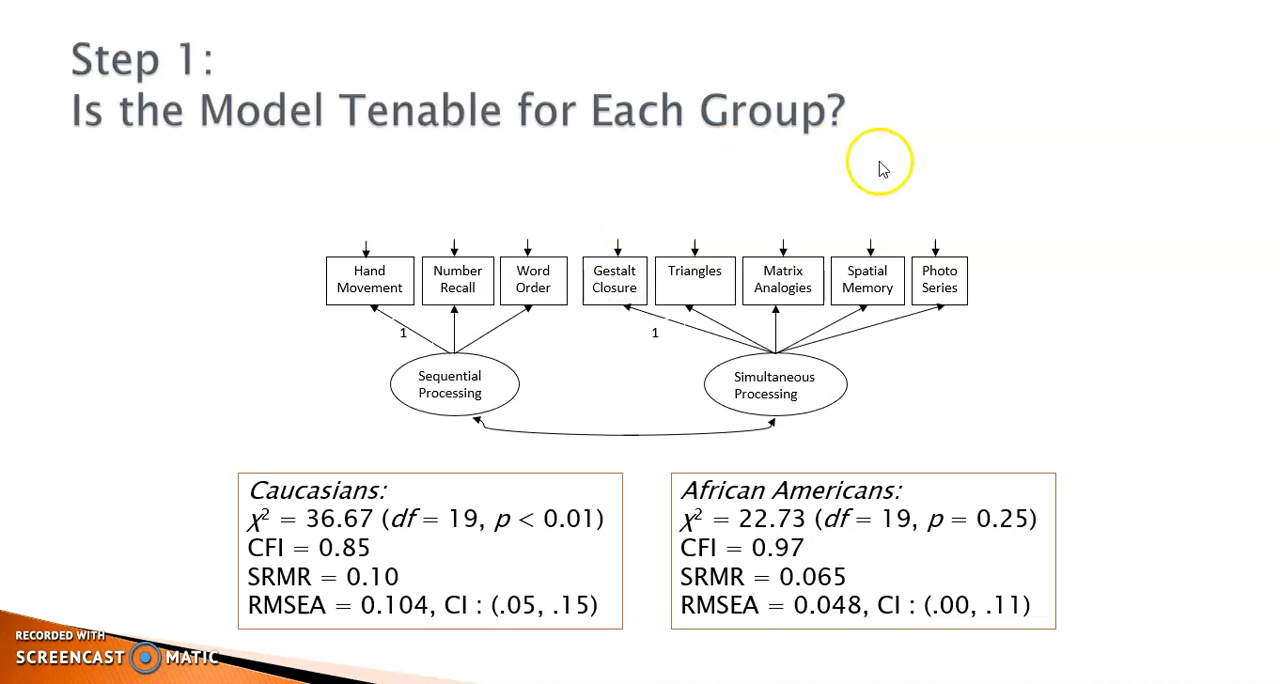 Step 1:
Is the Model Tenable for Each Group?
Hand
Movement
Number
Recall
Word
Order
Gestalt
Closure
Triangles
Matrix
Analogies
Spatial
Memory
Photo
Series
1
1
Sequential
Processing
Simultaneous
Processing
Caucasians:
χ² = 36.67 (df = 19, p < 0.01)
CFI = 0.85
SRMR = 0.10
RMSEA = 0.104, CI : (.05, .15)
African Americans:
χ² = 22.73 (df = 19, p = 0.25)
CFI = 0.97
SRMR = 0.065
RMSEA = 0.048, CI : (.00, .11)
RECORDED WITH
SCREENCAST MATIC